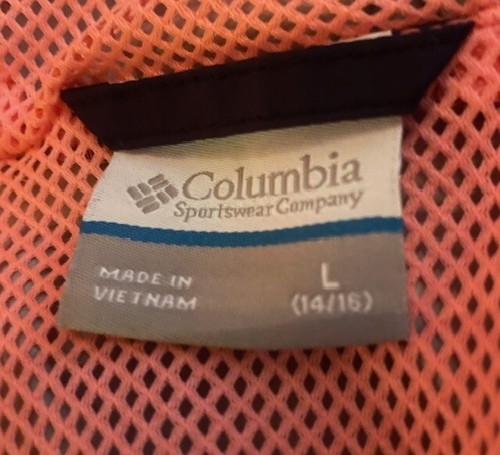 Columbia
Sportswear Company
MADE IN
VIETNAM
L
(14/16)